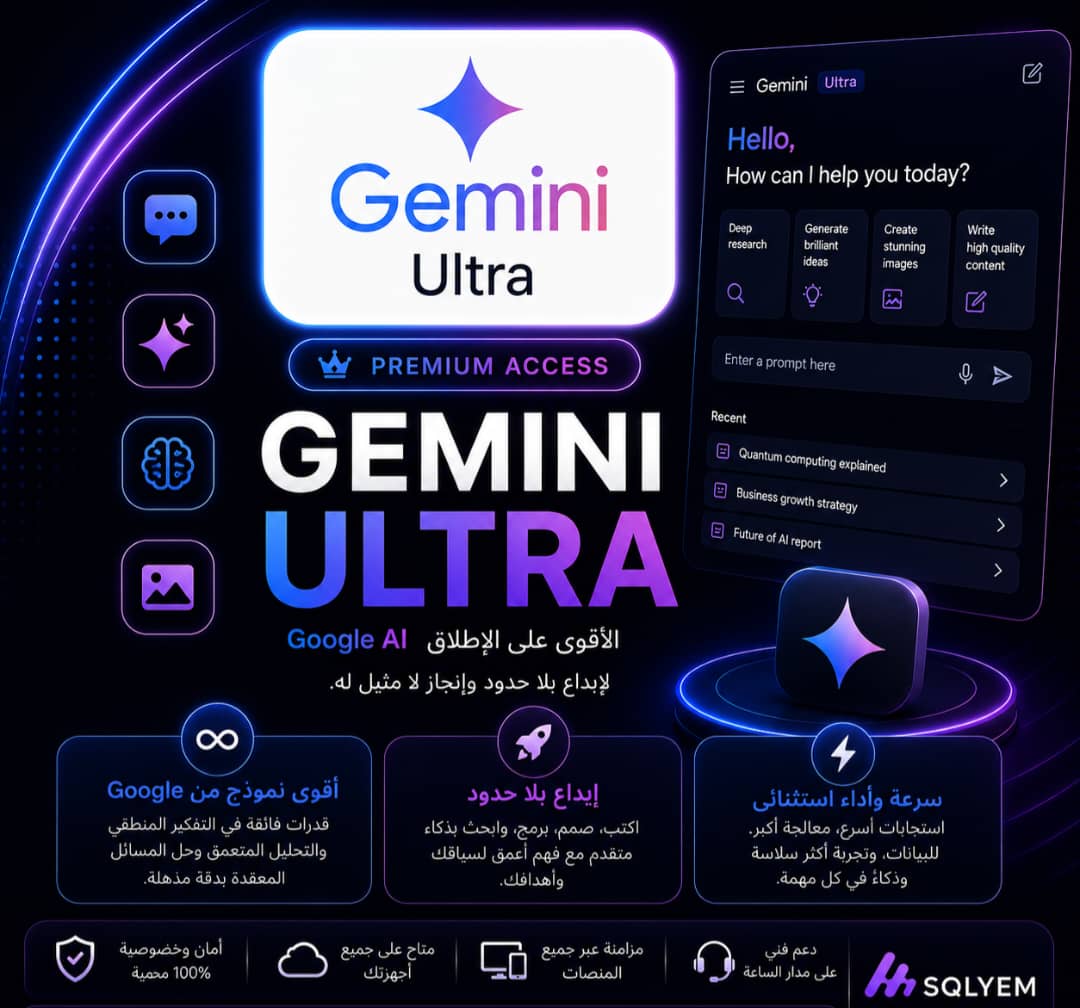 Gemini
Ultra
PREMIUM ACCESS
GEMINI
ULTRA
الأقوى على الإطلاق Google AI
لإبداع بلا حدود وإنجاز لا مثيل له.
Gemini Ultra
Hello,
How can I help you today?
Deep
research
Generate
brilliant
ideas
Create
stunning
images
Write
high quality
content
Enter a prompt here
Recent
Quantum computing explained
Business growth strategy
Future of AI report
سرعة وأداء استثنائى
استجابات أسرع، معالجة أكبر.
للبيانات، وتجربة أكثر سلاسة
وذكاءً في كل مهمة.
إيداع بلا حدود
اكتب، صمم، برمج، وابحث بذكاء
متقدم مع فهم أعمق لسياقك
وأهدافك.
أقوى نموذج من Google
قدرات فائقة في التفكير المنطقي
والتحليل المتعمق وحل المسائل
المعقدة بدقة مذهلة.
دعم فني
على مدار الساعة
مزامنة عبر جميع
المنصات
متاح على جميع
أجهزتك
أمان وخصوصية
100% محمية
SQLYEM